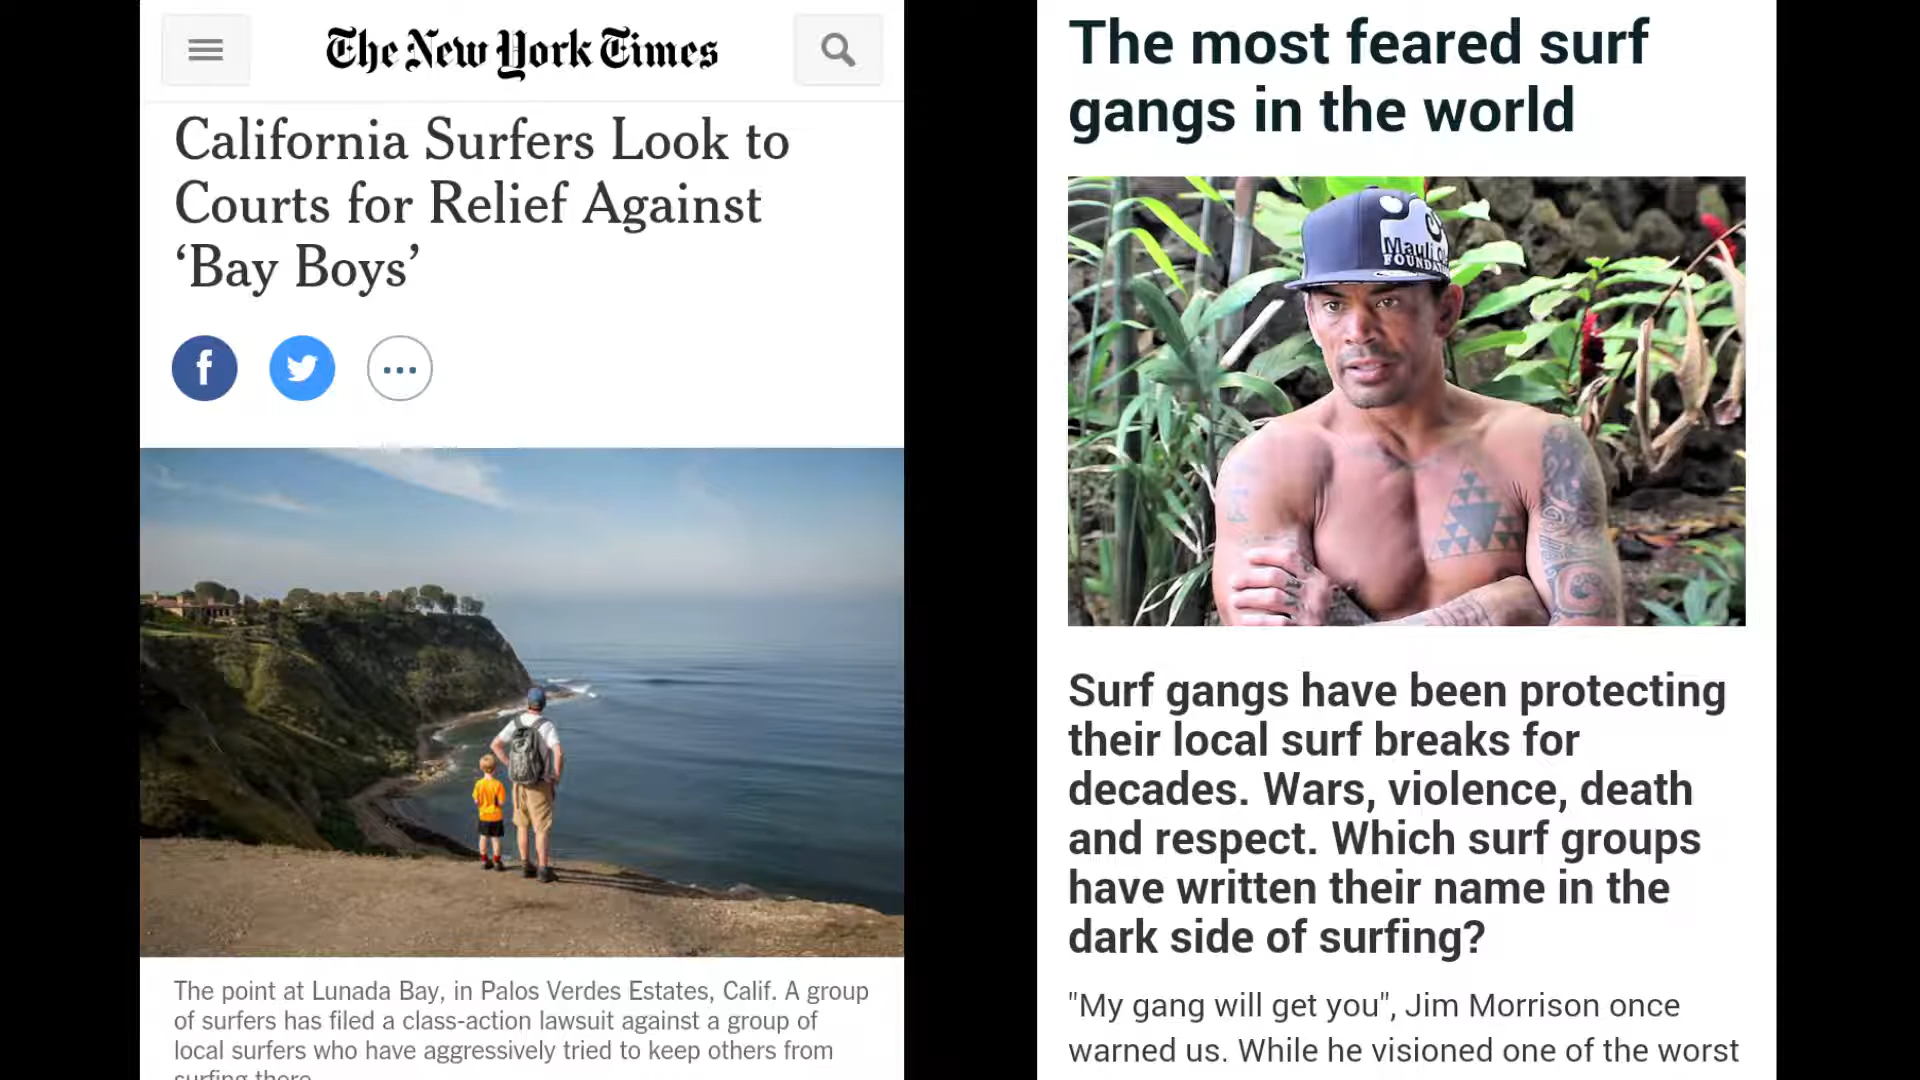 The New York Times
California Surfers Look to
Courts for Relief Against
‘Bay Boys’
The point at Lunada Bay, in Palos Verdes Estates, Calif. A group
of surfers has filed a class-action lawsuit against a group of
local surfers who have aggressively tried to keep others from
surfing there
The most feared surf
gangs in the world
FOUNDAT
Surf gangs have been protecting
their local surf breaks for
decades. Wars, violence, death
and respect. Which surf groups
have written their name in the
dark side of surfing?
"My gang will get you", Jim Morrison once
warned us. While he visioned one of the worst